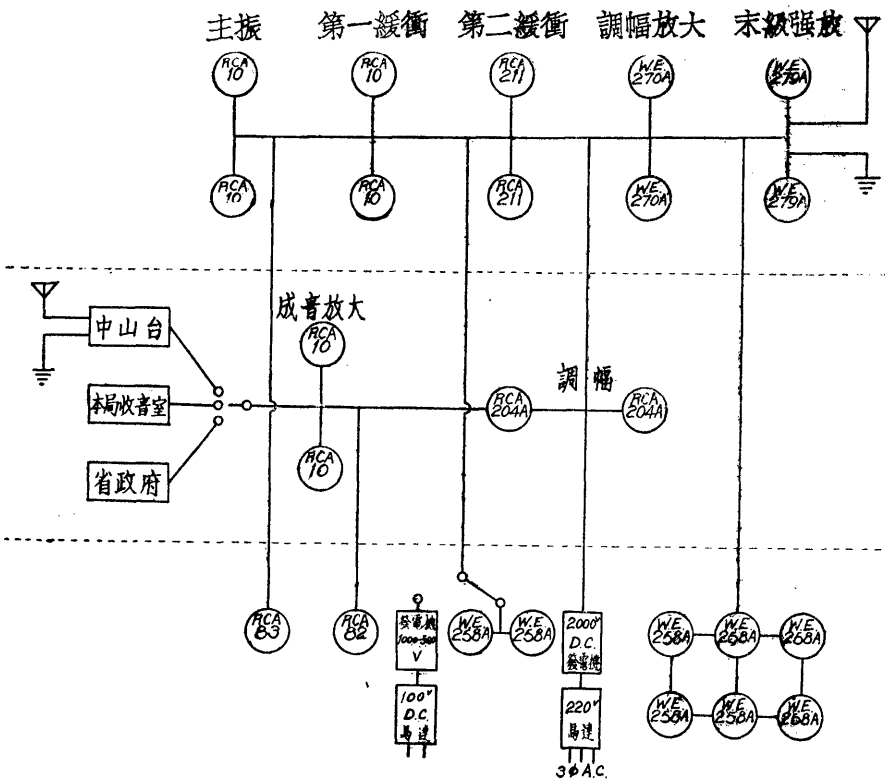 主振 第一緩衝 第二緩衝 調幅放大 末級强放
RCA 10
RCA 10
RCA 211
W.E. 270A
W.E. 279A
RCA 10
RCA 10
RCA 211
W.E. 270A
W.E. 279A
中山台
本局收音室
省政府
成音放大
RCA 10
RCA 10
調幅
RCA 204A
RCA 204A
RCA 83
RCA 82
發電機
1000-500
V
100V
D.C.
馬達
W.E. 258A
W.E. 258A
2000V
D.C.
發電機
220V
馬達
3φA.C.
W.E. 258A
W.E. 258A
W.E. 258A
W.E. 258A
W.E. 258A
W.E. 258A